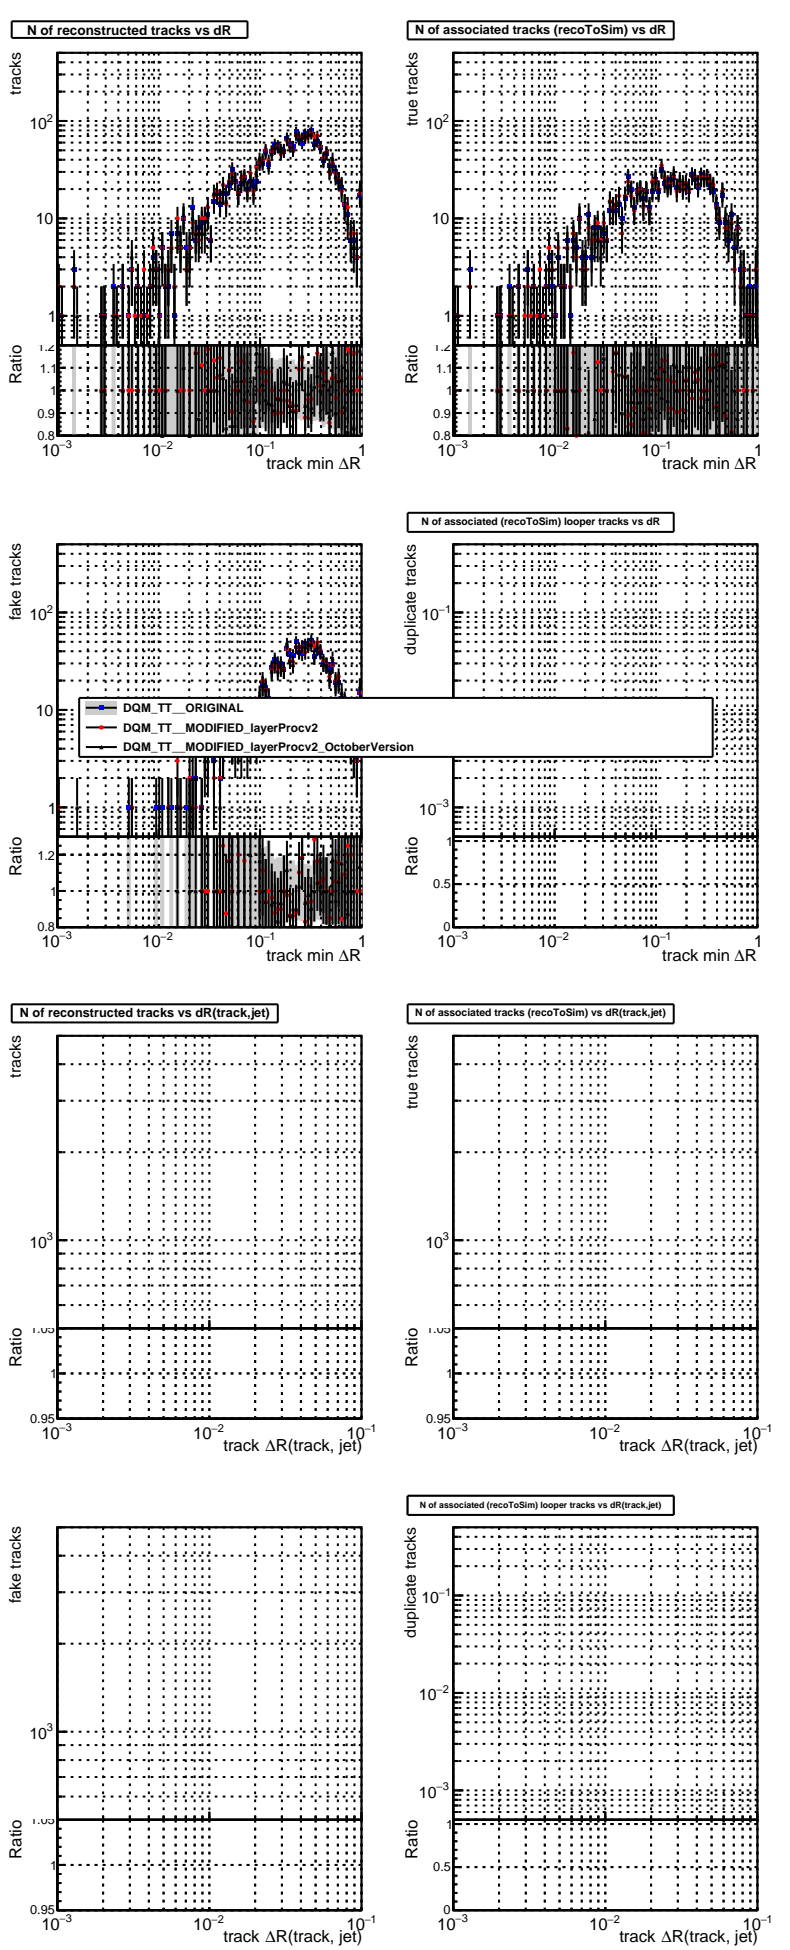 N of reconstructed tracks vs dR
N of associated tracks (recoToSim) vs dR
tracks
10²
10
1
Ratio
1.2
1.1
1
0.9
0.8
10⁻³ 10⁻² 10⁻¹ 1
track min ΔR
true tracks
10²
10
1
Ratio
1.2
1.1
1
0.9
0.8
10⁻³ 10⁻² 10⁻¹ 1
track min ΔR
N of associated (recoToSim) looper tracks vs dR
fake tracks
10²
10
1
Ratio
1.2
1
0.8
10⁻³ 10⁻² 10⁻¹ 1
track min ΔR
duplicate tracks
10⁻¹
10⁻³
Ratio
1
0.5
0
10⁻³ 10⁻² 10⁻¹ 1
track min ΔR
DQM_TT__ORIGINAL
DQM_TT__MODIFIED_layerProcv2
DQM_TT__MODIFIED_layerProcv2_OctoberVersion
N of reconstructed tracks vs dR(track,jet)
N of associated tracks (recoToSim) vs dR(track,jet)
tracks
10³
Ratio
1.05
1
0.95
10⁻³ 10⁻² 10⁻¹
track ΔR(track, jet)
true tracks
10³
Ratio
1.05
1
0.95
10⁻³ 10⁻² 10⁻¹
track ΔR(track, jet)
N of associated (recoToSim) looper tracks vs dR(track,jet)
fake tracks
10³
Ratio
1.05
1
0.95
10⁻³ 10⁻² 10⁻¹
track ΔR(track, jet)
duplicate tracks
10⁻¹
10⁻²
10⁻³
Ratio
1
0.5
0
10⁻³ 10⁻² 10⁻¹
track ΔR(track, jet)